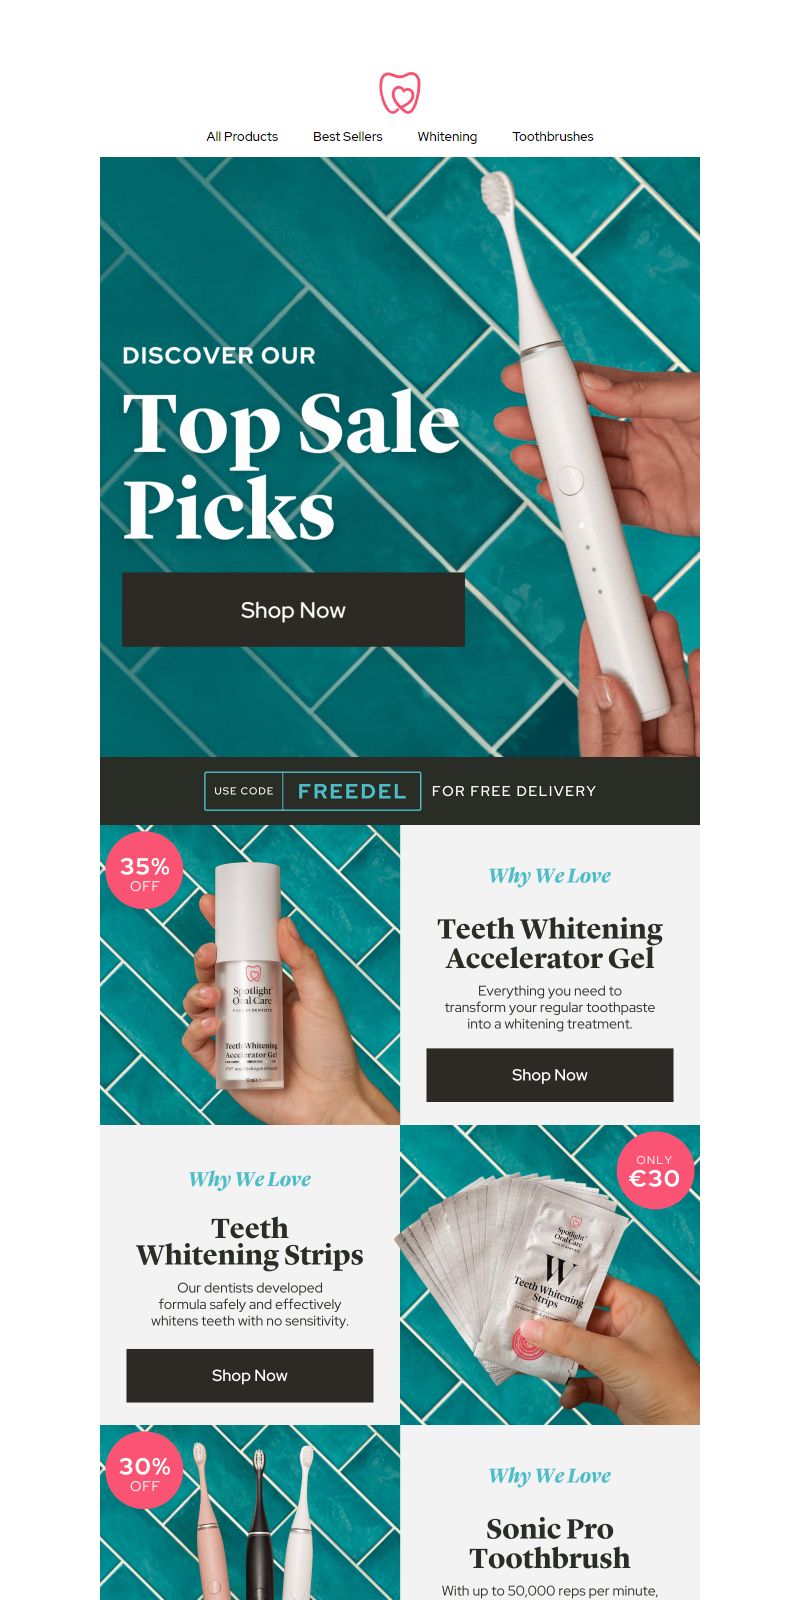 All Products Best Sellers Whitening Toothbrushes
DISCOVER OUR
Top Sale
Picks
Shop Now
USE CODE FREEDEL FOR FREE DELIVERY
35%
OFF
Spotlight
Oral Care
MADE BY DENTISTS
Teeth Whitening
Accelerator Gel
Why We Love
Teeth Whitening
Accelerator Gel
Everything you need to
transform your regular toothpaste
into a whitening treatment.
Shop Now
Why We Love
Teeth
Whitening Strips
Our dentists developed
formula safely and effectively
whitens teeth with no sensitivity.
Shop Now
ONLY
€30
Spotlight
Oral Care
W
Teeth Whitening
Strips
30%
OFF
Why We Love
Sonic Pro
Toothbrush
With up to 50,000 reps per minute,